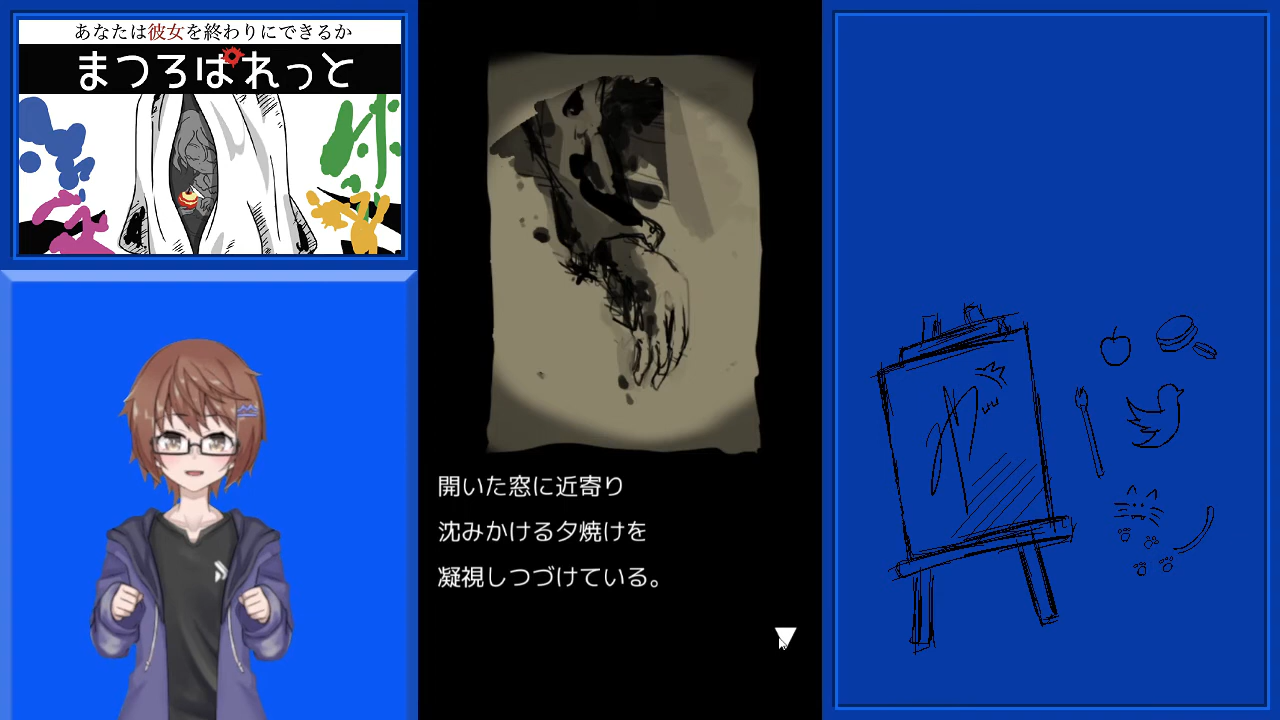 あなたは彼女を終わりにできるか
まつろぱれっと
開いた窓に近寄り
沈みかける夕焼けを
凝視しつづけている。